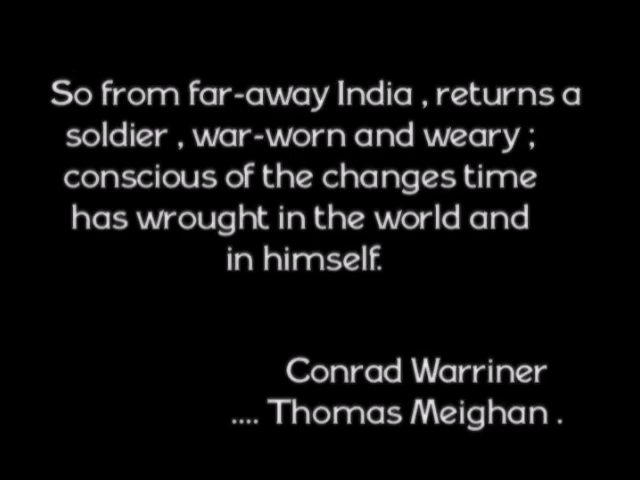 So from far-away India , returns a
soldier , war-worn and weary ;
conscious of the changes time
has wrought in the world and
in himself.
Conrad Warriner
.... Thomas Meighan .